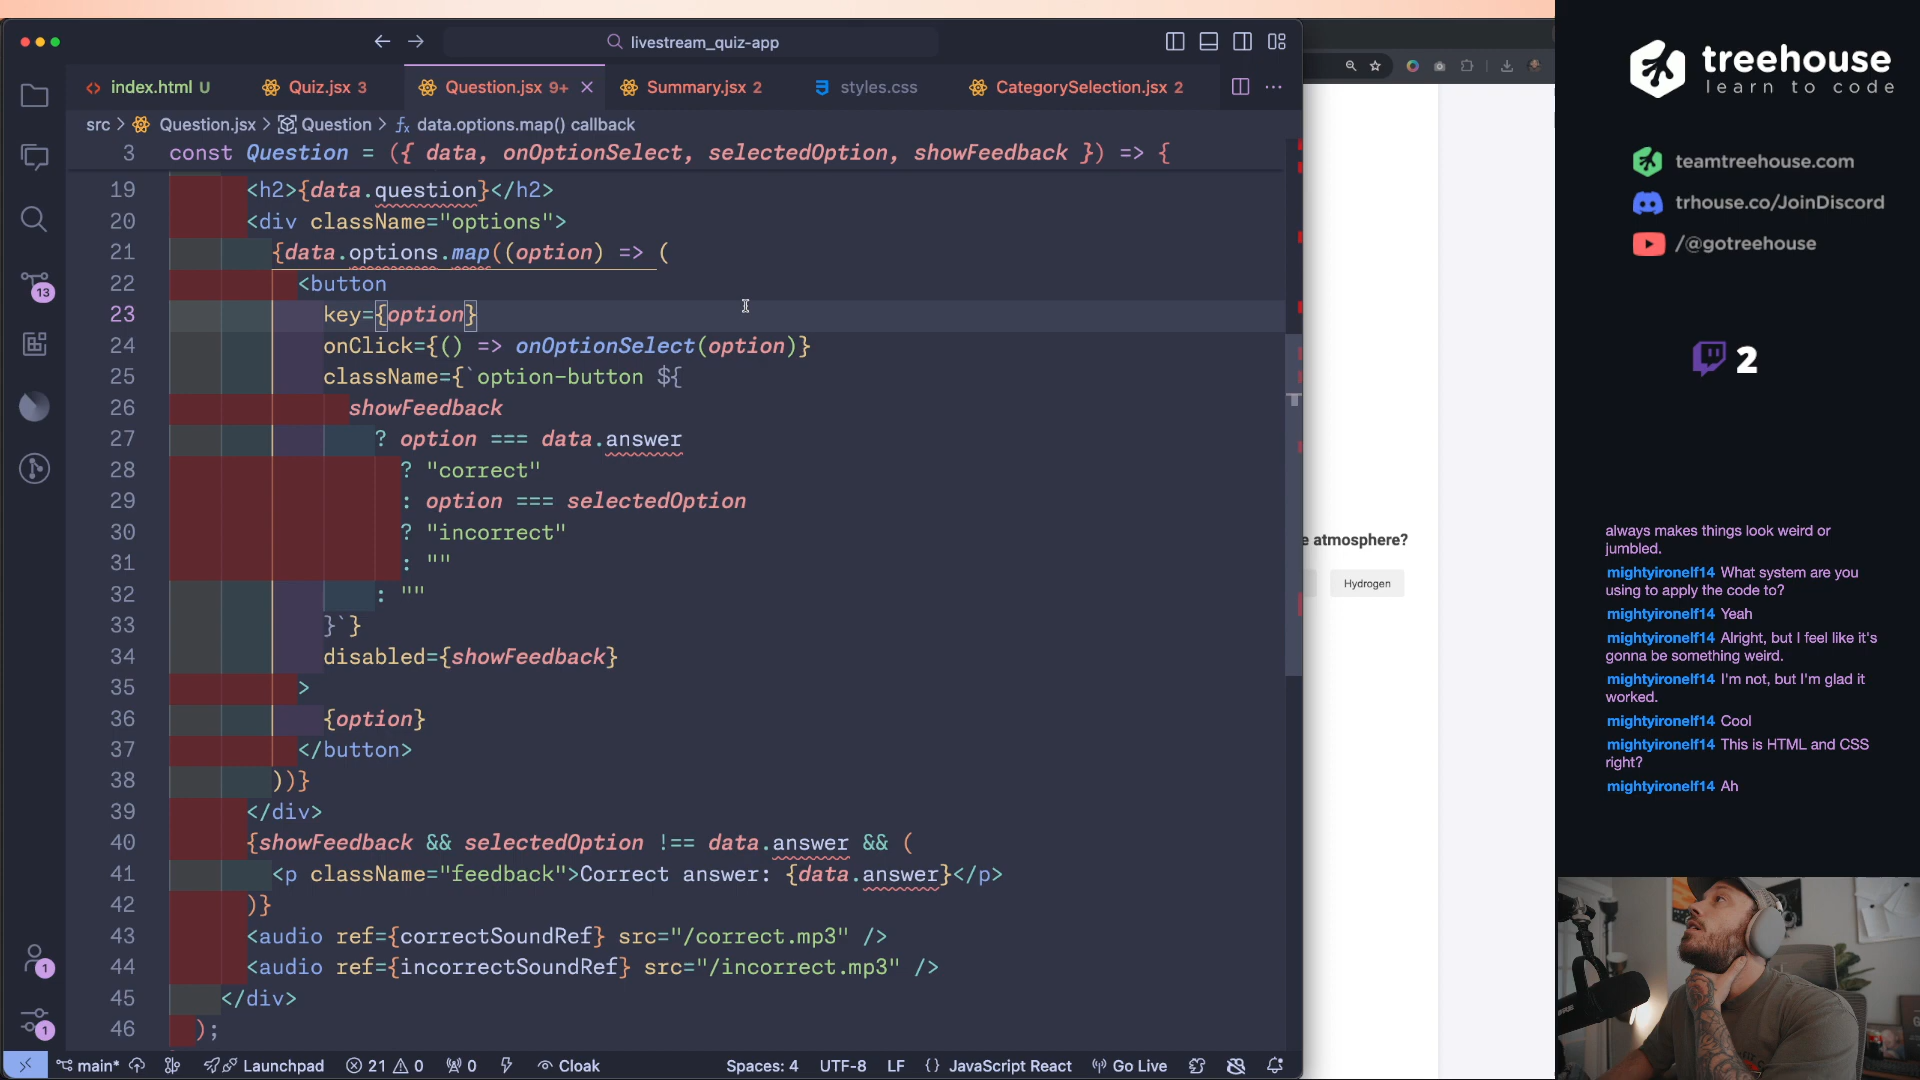 livestream_quiz-app
index.html U
Quiz.jsx 3
Question.jsx 9+
Summary.jsx 2
styles.css
CategorySelection.jsx 2
src > Question.jsx > Question > data.options.map() callback
3 const Question = ({ data, onOptionSelect, selectedOption, showFeedback }) => {
19 <h2>{data.question}</h2>
20 <div className="options">
21 {data.options.map((option) => (
22 <button
23 key={option}
24 onClick={() => onOptionSelect(option)}
25 className={`option-button ${
26 showFeedback
27 ? option === data.answer
28 ? "correct"
29 : option === selectedOption
30 ? "incorrect"
31 : ""
32 : ""
33 }`}
34 disabled={showFeedback}
35 >
36 {option}
37 </button>
38 ))}
39 </div>
40 {showFeedback && selectedOption !== data.answer && (
41 <p className="feedback">Correct answer: {data.answer}</p>
42 )}
43 <audio ref={correctSoundRef} src="/correct.mp3" />
44 <audio ref={incorrectSoundRef} src="/incorrect.mp3" />
45 </div>
46 );
13
1
1
main*
Launchpad
21
0
0
Cloak
Spaces: 4
UTF-8
LF
{} JavaScript React
Go Live
e atmosphere?
Hydrogen
treehouse
learn to code
teamtreehouse.com
trhouse.co/JoinDiscord
/@gotreehouse
2
always makes things look weird or
jumbled.
mightyironelf14 What system are you
using to apply the code to?
mightyironelf14 Yeah
mightyironelf14 Alright, but I feel like it's
gonna be something weird.
mightyironelf14 I'm not, but I'm glad it
worked.
mightyironelf14 Cool
mightyironelf14 This is HTML and CSS
right?
mightyironelf14 Ah